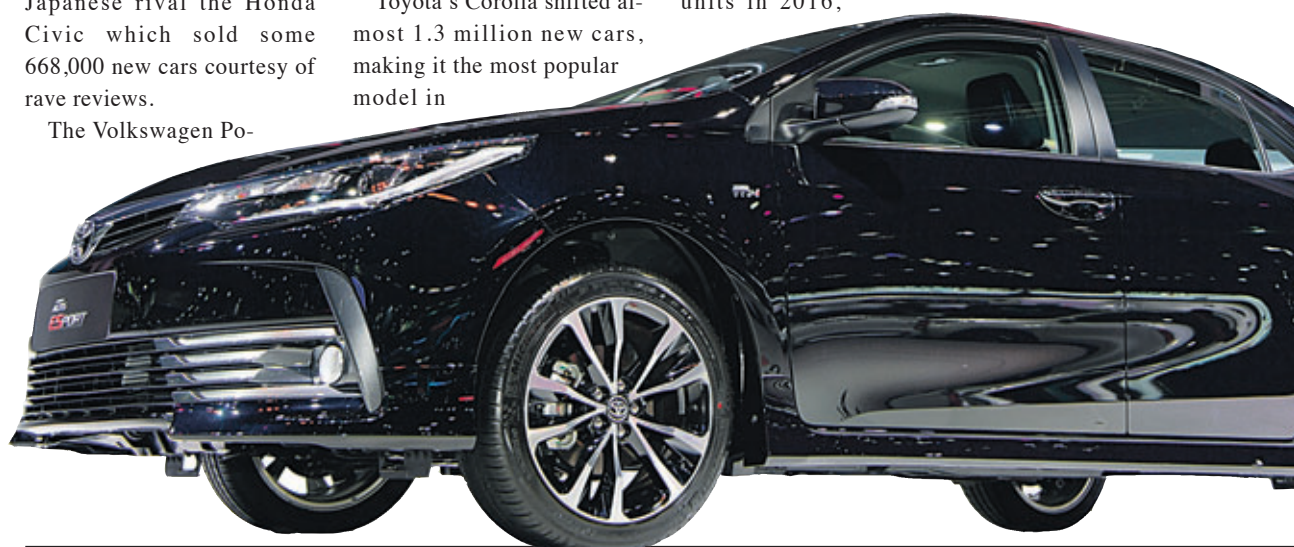 Japanese rival the Honda
Civic which sold some
668,000 new cars courtesy of
rave reviews.
The Volkswagen Po-
Toyota's Corolla shifted al-
most 1.3 million new cars,
making it the most popular
model in
units in 2016,
ESPORT